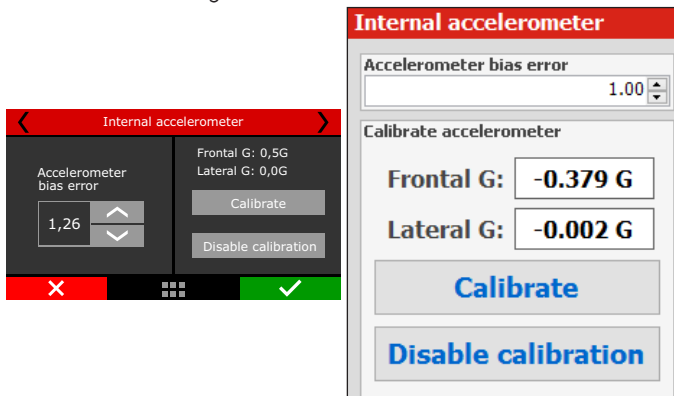 Internal accelerometer
Accelerometer
bias error
1,26
Frontal G: 0,5G
Lateral G: 0,0G
Calibrate
Disable calibration
Internal accelerometer
Accelerometer bias error
1.00
Calibrate accelerometer
Frontal G: -0.379 G
Lateral G: -0.002 G
Calibrate
Disable calibration